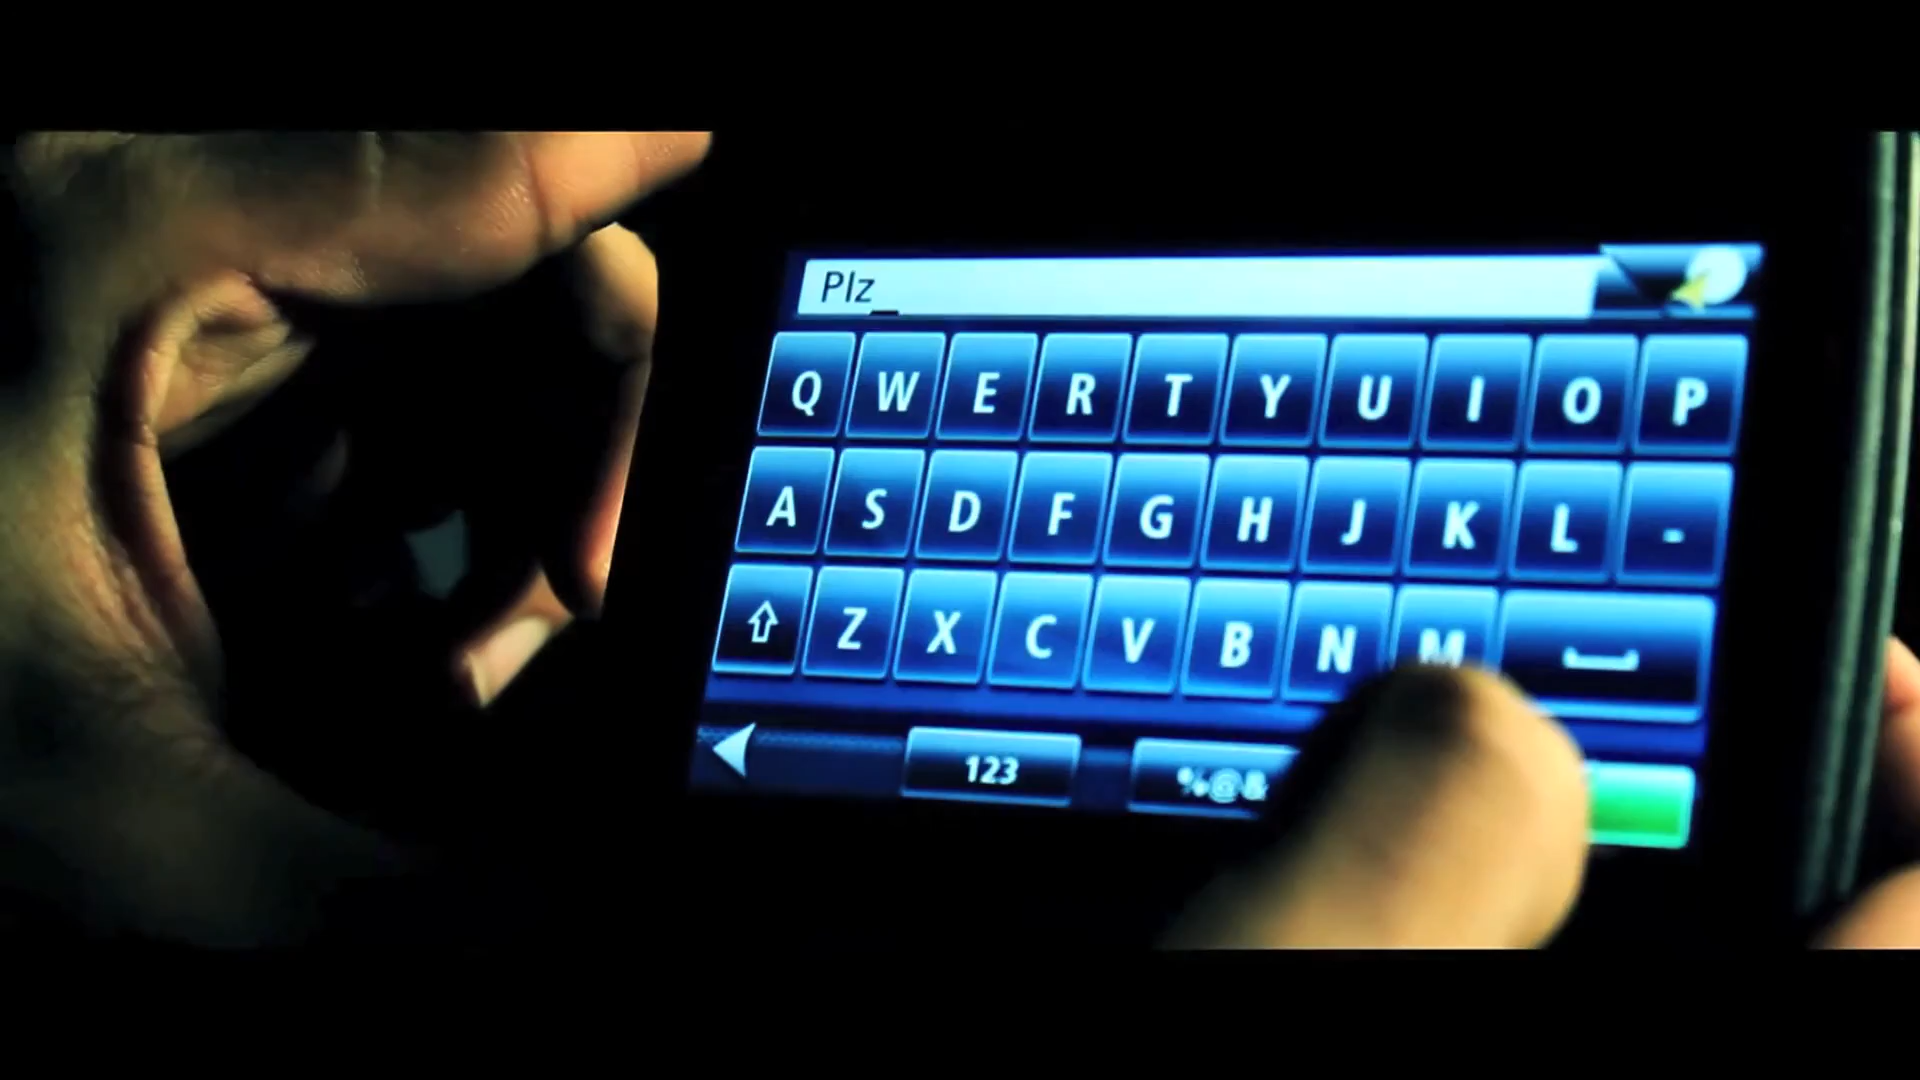 Plz
Q W E R T Y U I O P
A S D F G H J K L -
Z X C V B N M
123 %@&